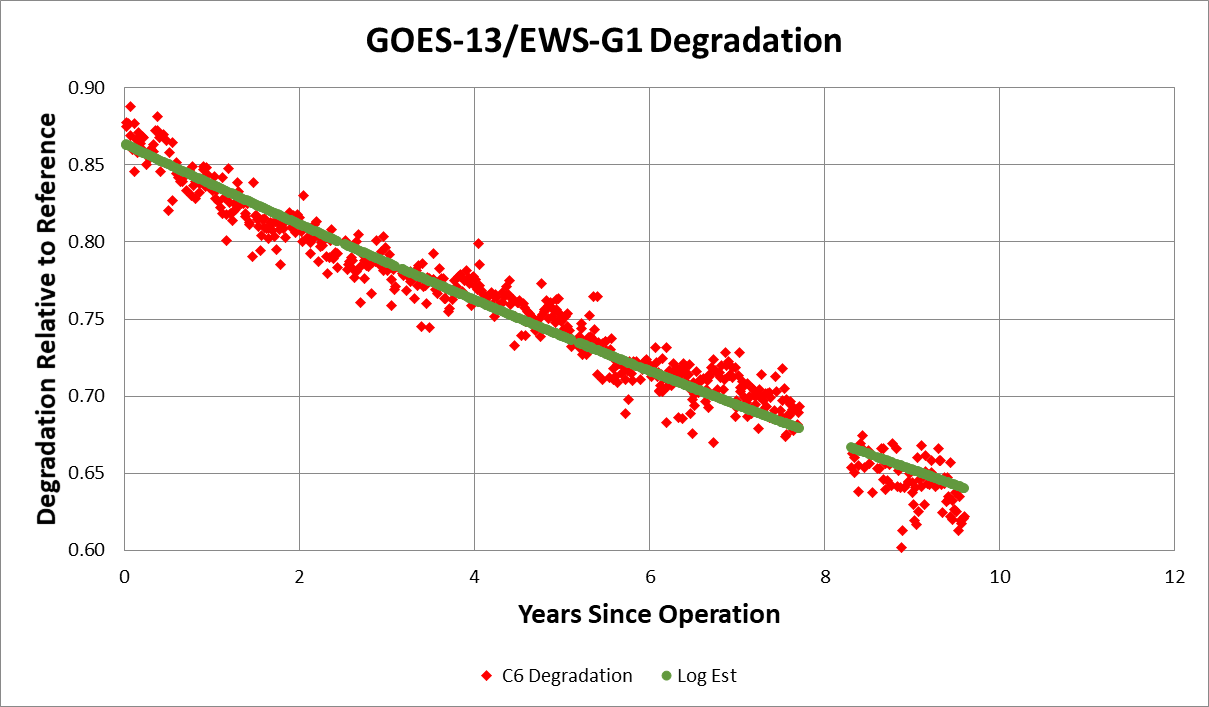 GOES-13/EWS-G1 Degradation
Degradation Relative to Reference
0.90
0.85
0.80
0.75
0.70
0.65
0.60
0 2 4 6 8 10 12
Years Since Operation
C6 Degradation Log Est